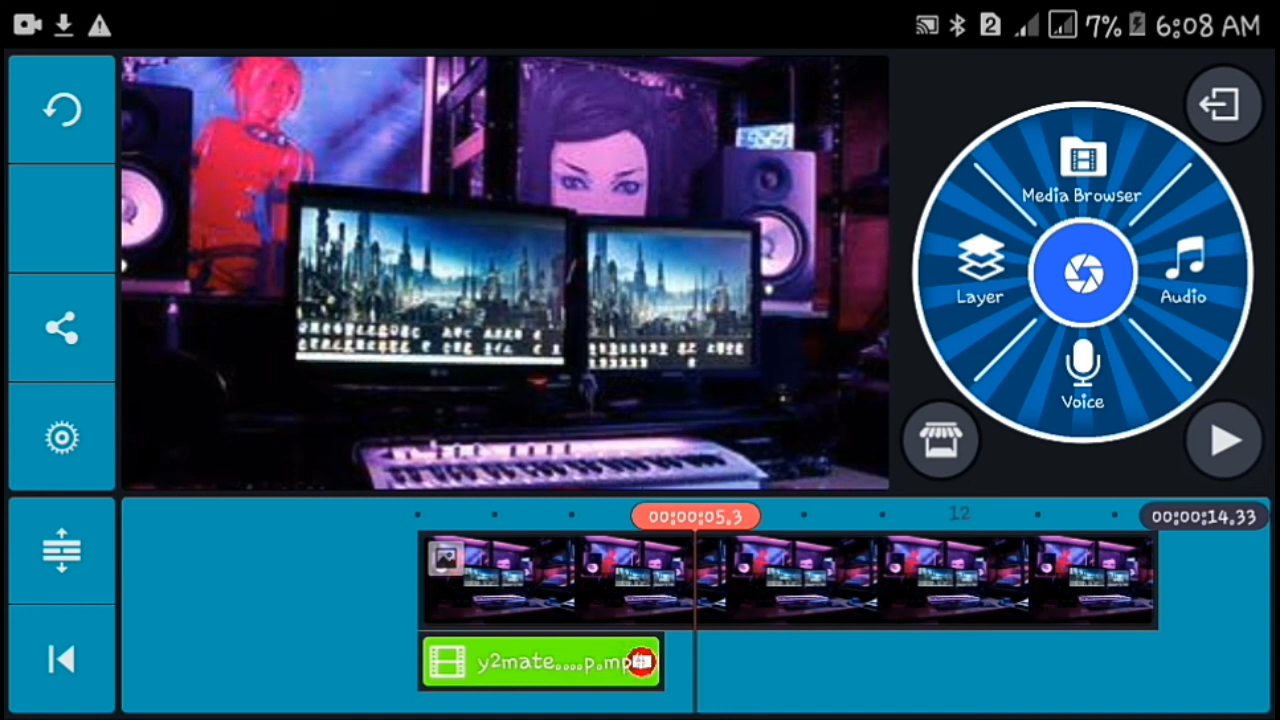 2
7% 6:08 AM
Media Browser
Layer
Audio
Voice
00:00:05.3
12
00:00:14.33
y2mate....p.mp